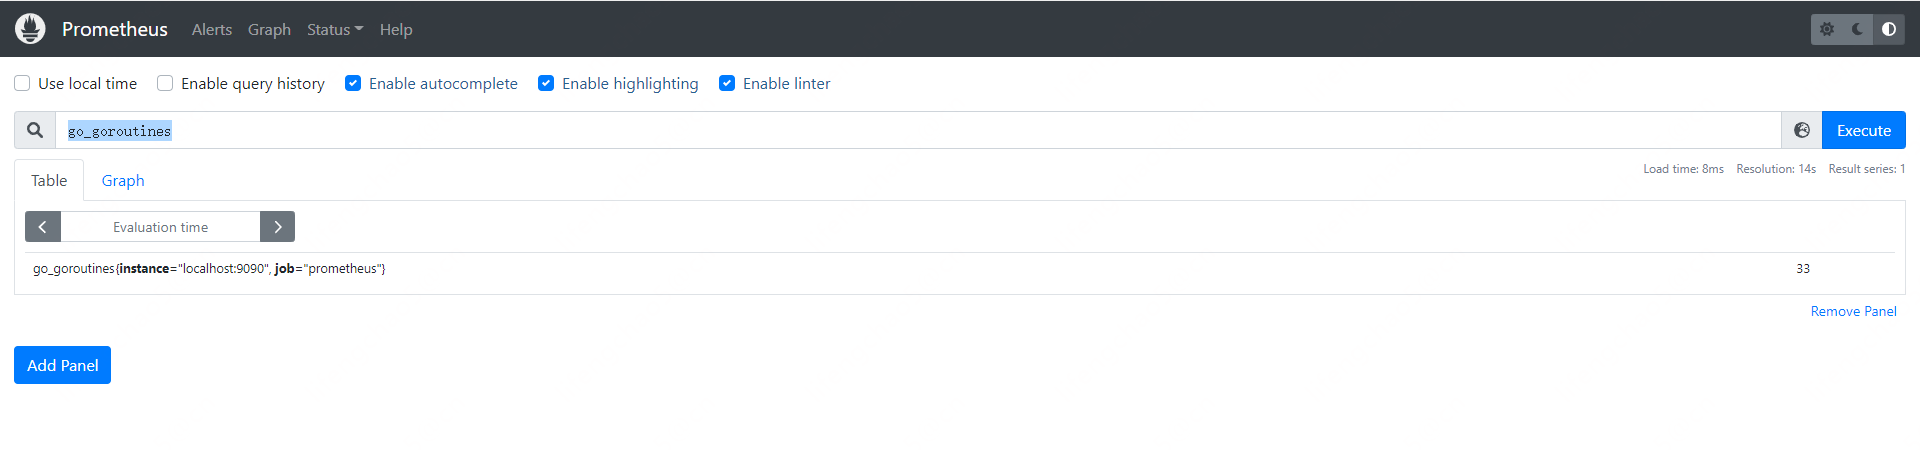 Prometheus Alerts Graph Status Help
Use local time Enable query history Enable autocomplete Enable highlighting Enable linter
go_goroutines Execute
Table Graph Load time: 8ms Resolution: 14s Result series: 1
Evaluation time
go_goroutines{instance="localhost:9090", job="prometheus"} 33
Remove Panel
Add Panel